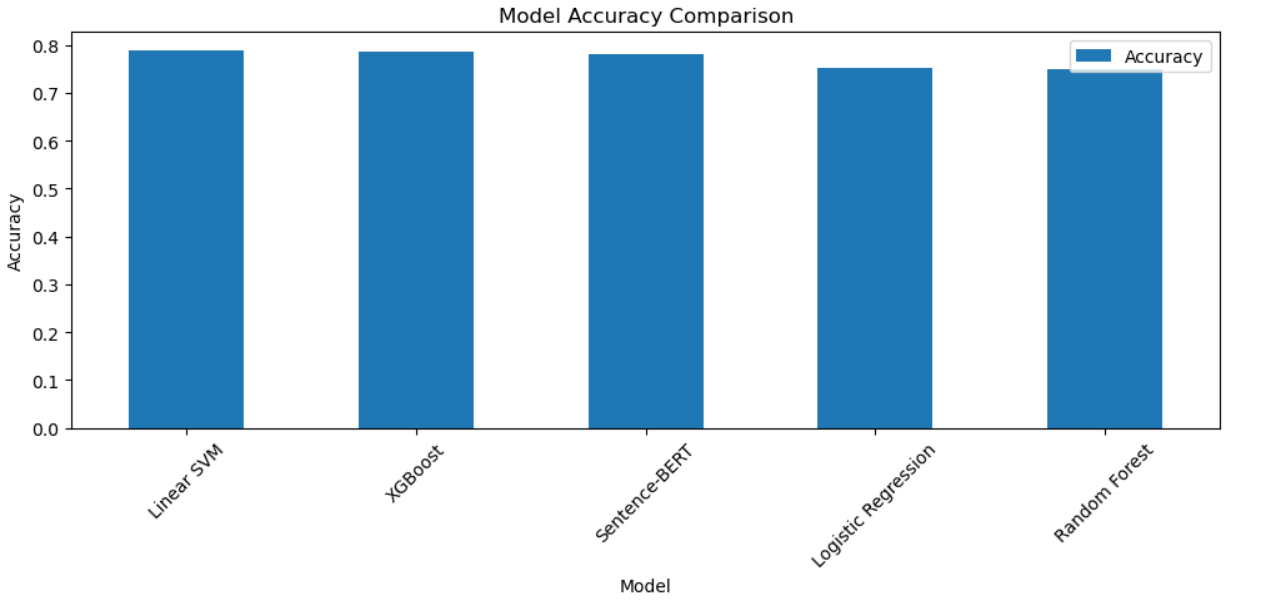 Model Accuracy Comparison
Accuracy
0.8
0.7
0.6
0.5
0.4
0.3
0.2
0.1
0.0
Accuracy
Linear SVM
XGBoost
Sentence-BERT
Logistic Regression
Random Forest
Model